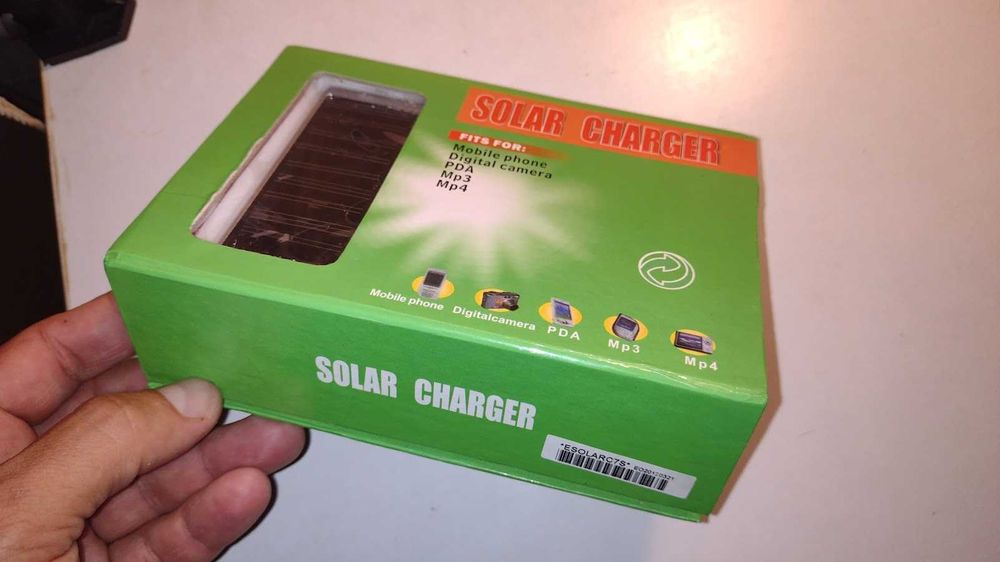 SOLAR CHARGER
FITS FOR:
Mobile phone
Digital camera
PDA
Mp3
Mp4
Mobile phone
Digitalcamera
PDA
Mp3
Mp4
SOLAR CHARGER
*ESOLARC7S*